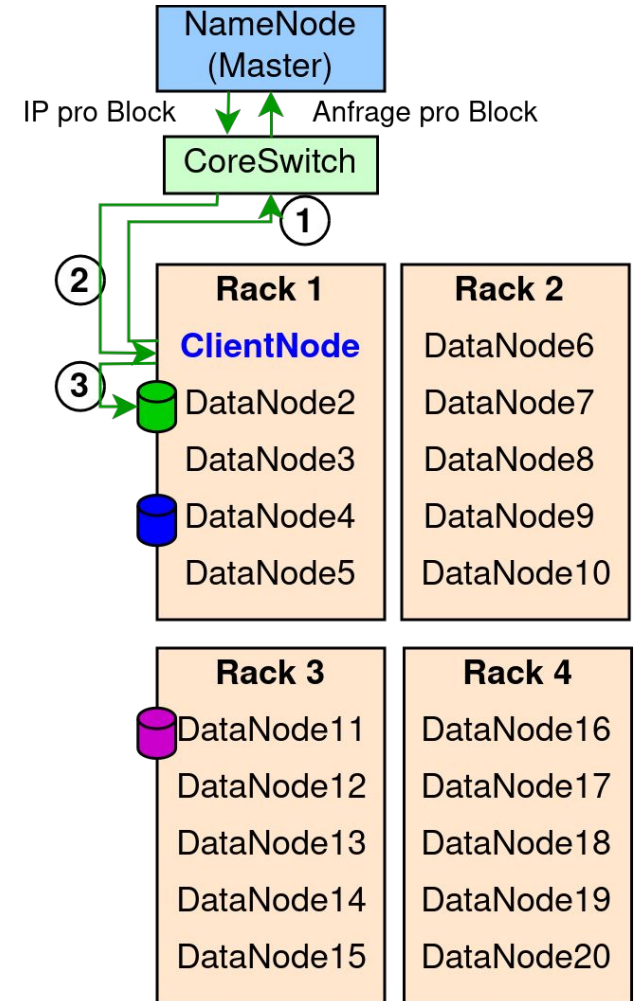 NameNode
(Master)
IP pro Block
Anfrage pro Block
CoreSwitch
1
2
3
Rack 1
ClientNode
DataNode2
DataNode3
DataNode4
DataNode5
Rack 2
DataNode6
DataNode7
DataNode8
DataNode9
DataNode10
Rack 3
DataNode11
DataNode12
DataNode13
DataNode14
DataNode15
Rack 4
DataNode16
DataNode17
DataNode18
DataNode19
DataNode20